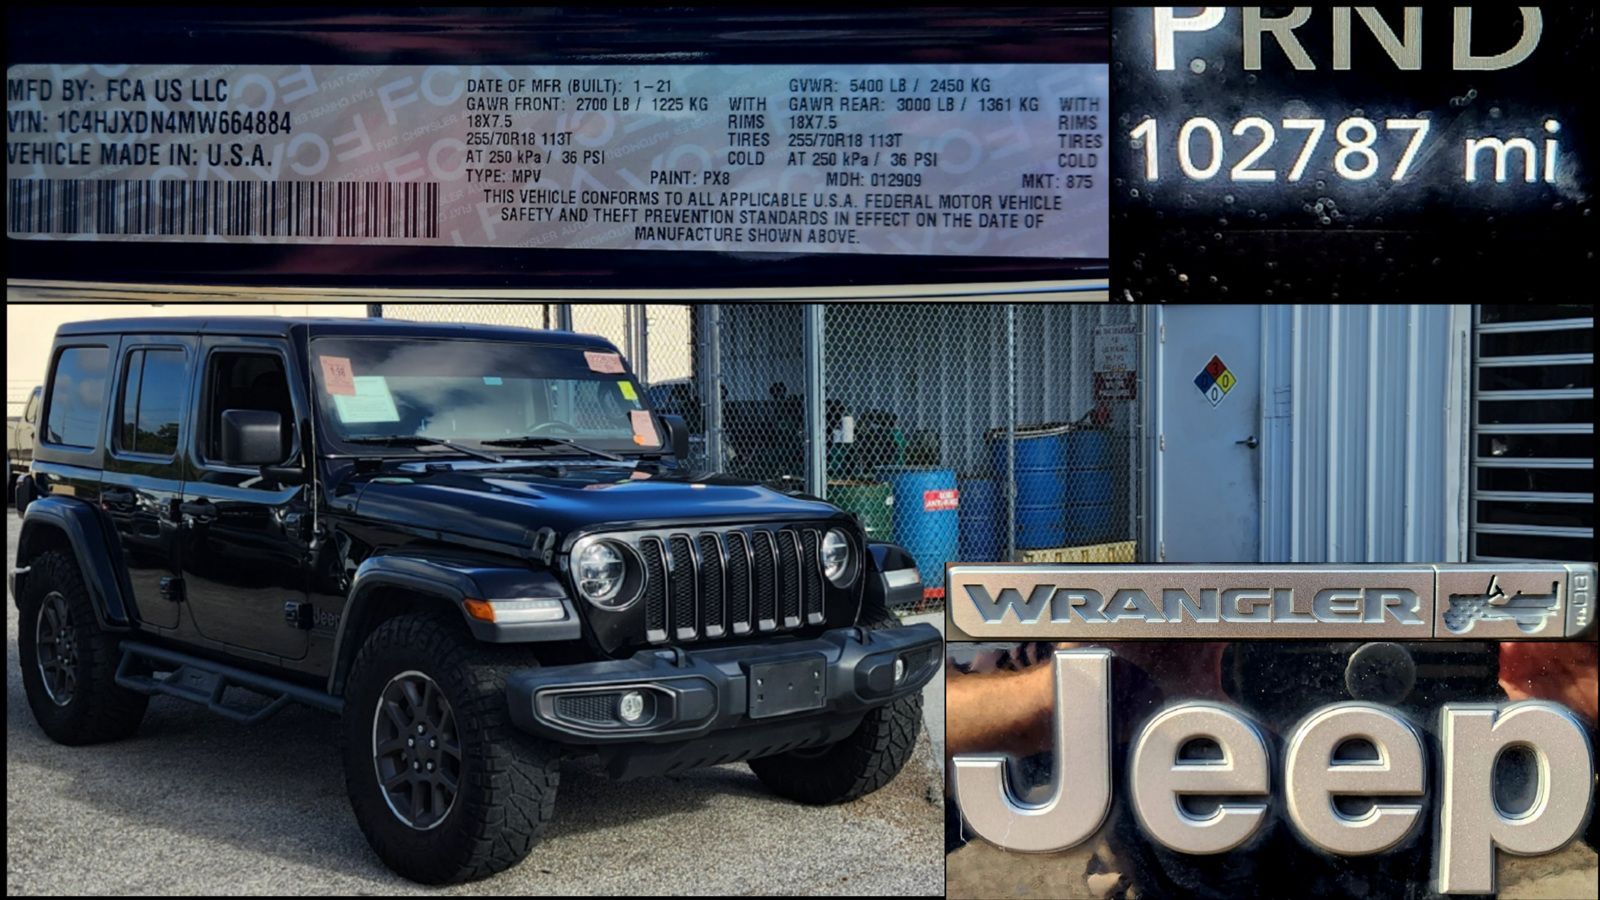 MFD BY: FCA US LLC
VIN: 1C4HJXDN4MW664884
VEHICLE MADE IN: U.S.A.
DATE OF MFR (BUILT): 1-21
GVWR: 5400 LB / 2450 KG
GAWR FRONT: 2700 LB / 1225 KG WITH
GAWR REAR: 3000 LB / 1361 KG WITH
18X7.5 RIMS
18X7.5 RIMS
255/70R18 113T TIRES
255/70R18 113T TIRES
AT 250 kPa / 36 PSI COLD
AT 250 kPa / 36 PSI COLD
TYPE: MPV PAINT: PX8 MDH: 012909 MKT: 875
THIS VEHICLE CONFORMS TO ALL APPLICABLE U.S.A. FEDERAL MOTOR VEHICLE
SAFETY AND THEFT PREVENTION STANDARDS IN EFFECT ON THE DATE OF
MANUFACTURE SHOWN ABOVE.
PRND
102787 mi
3
0
0
Jeep
WRANGLER
80TH
Jeep